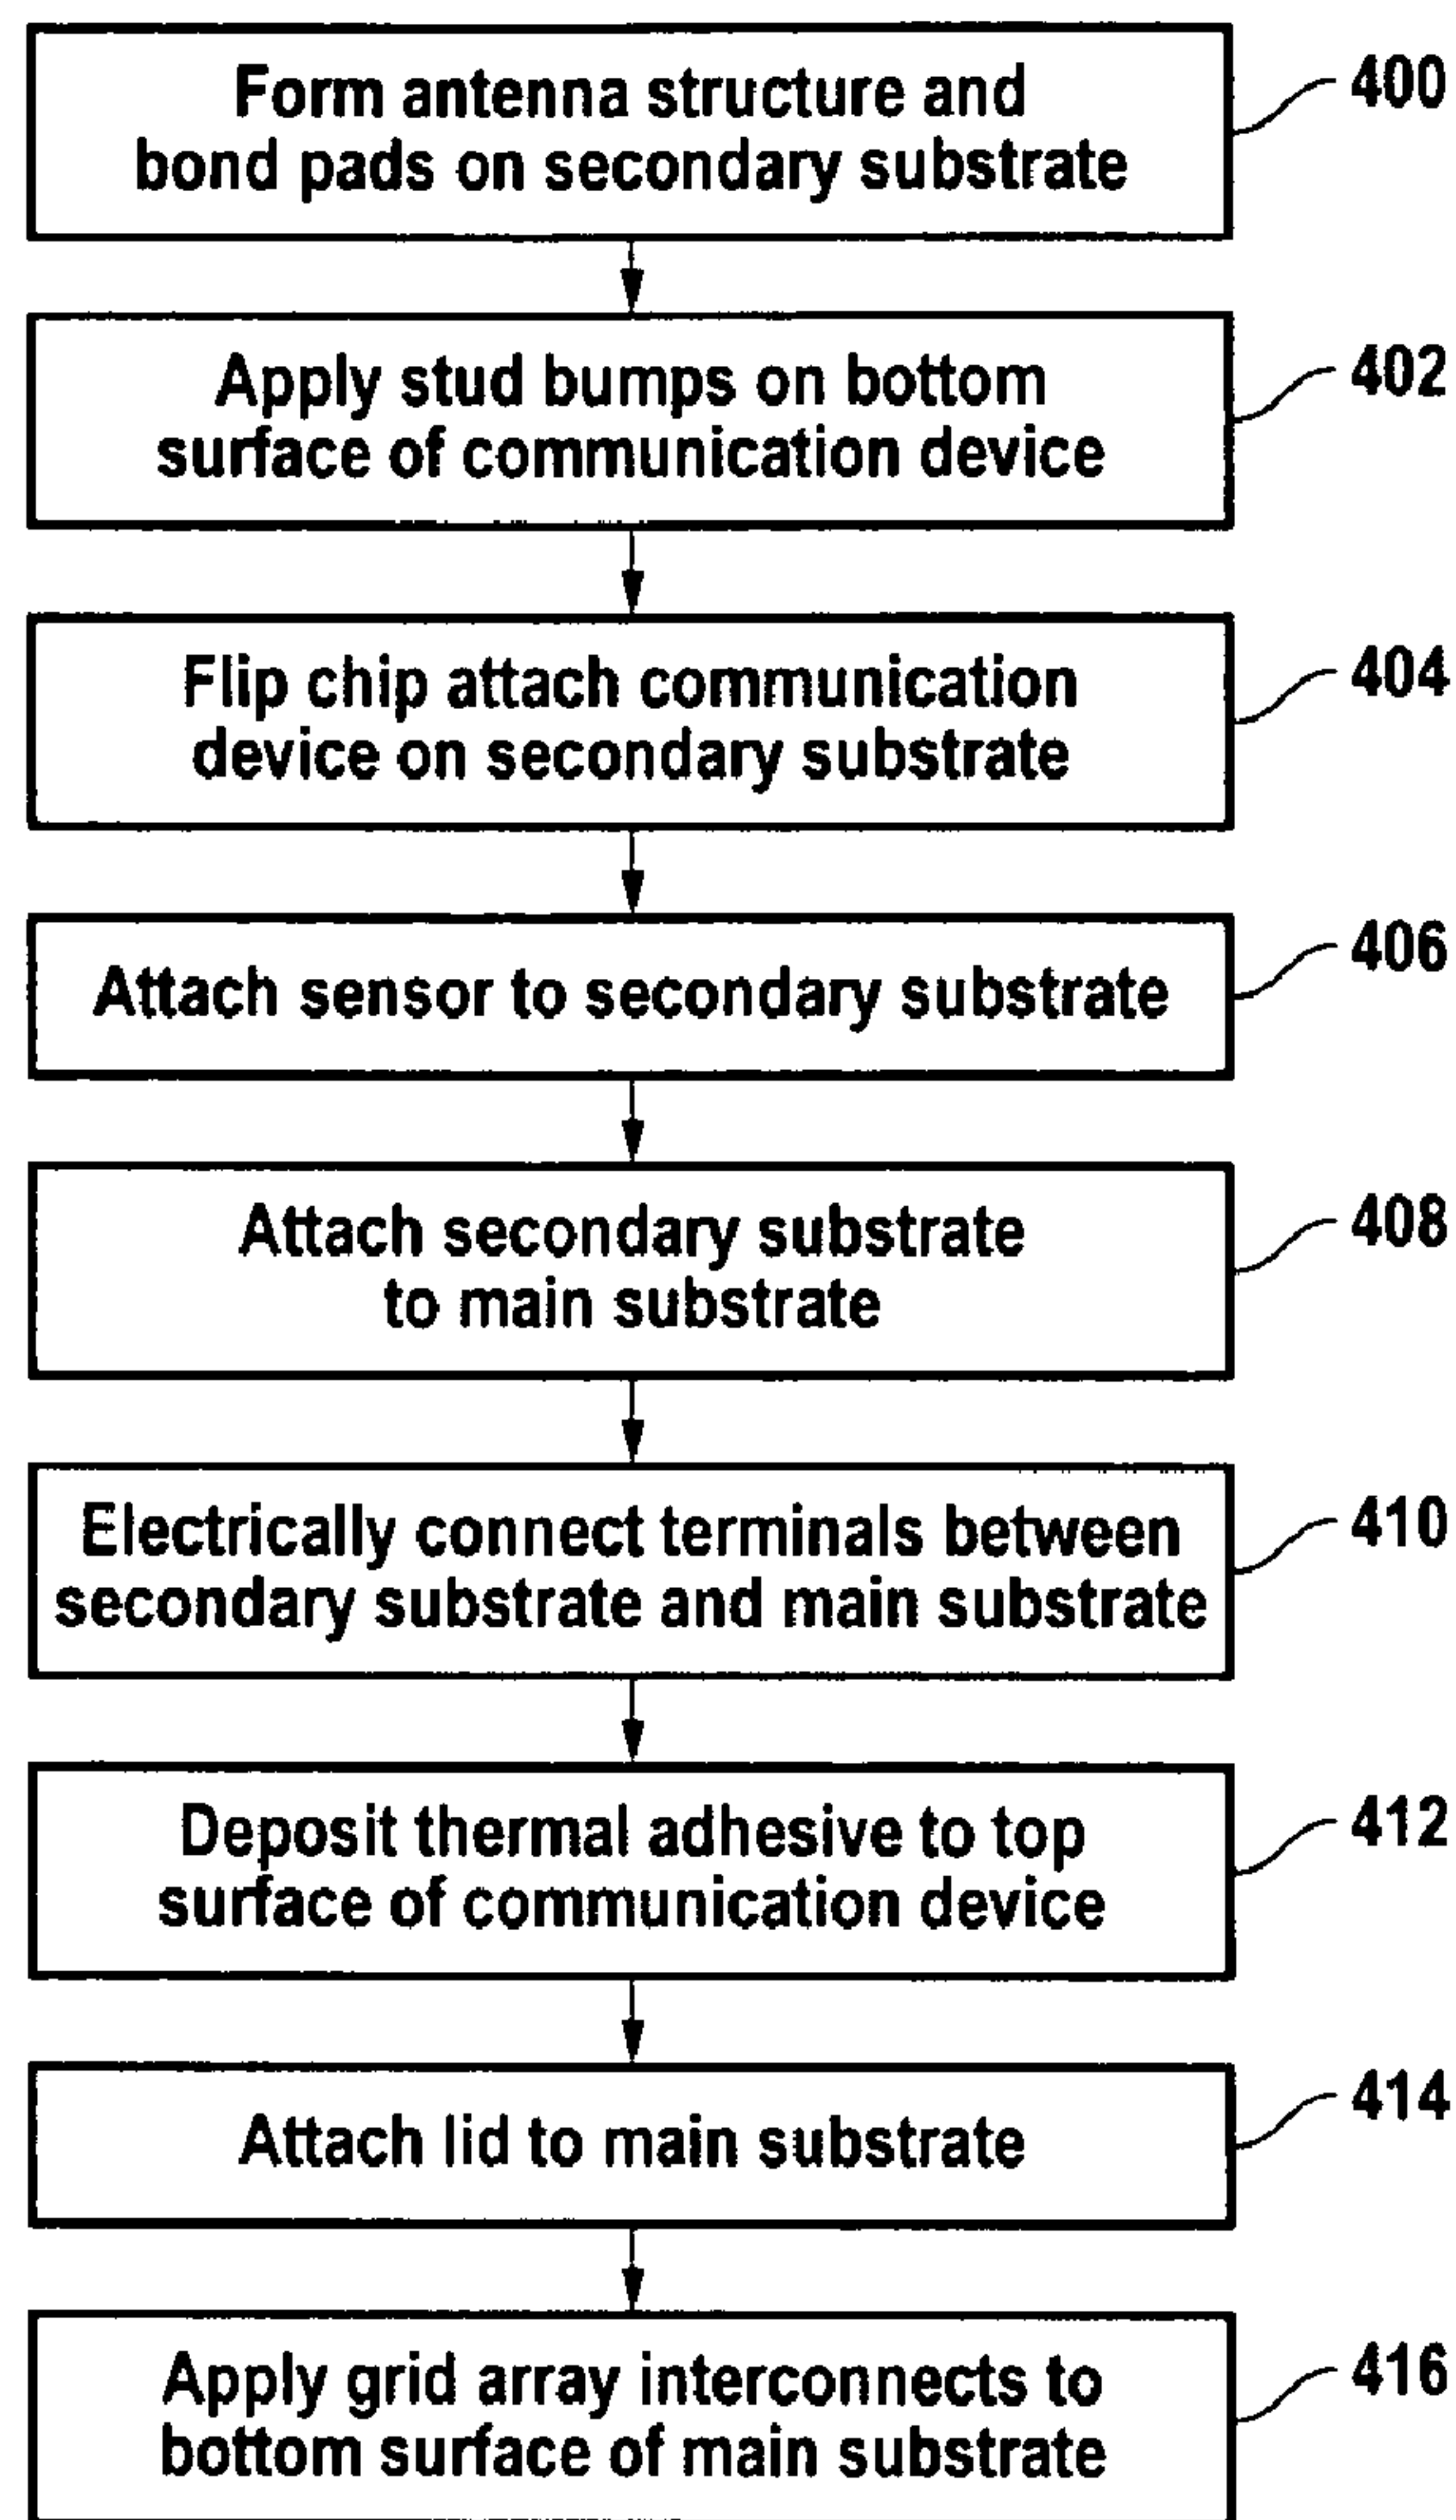 Form antenna structure and
bond pads on secondary substrate
400
Apply stud bumps on bottom
surface of communication device
402
Flip chip attach communication
device on secondary substrate
404
Attach sensor to secondary substrate
406
Attach secondary substrate
to main substrate
408
Electrically connect terminals between
secondary substrate and main substrate
410
Deposit thermal adhesive to top
surface of communication device
412
Attach lid to main substrate
414
Apply grid array interconnects to
bottom surface of main substrate
416